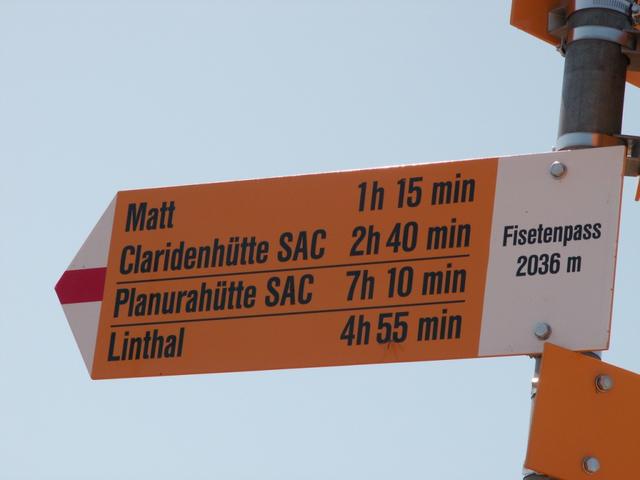 Matt 1h 15 min
Claridenhütte SAC 2h 40 min
Planurahütte SAC 7h 10 min
Linthal 4h 55 min
Fisetenpass
2036 m